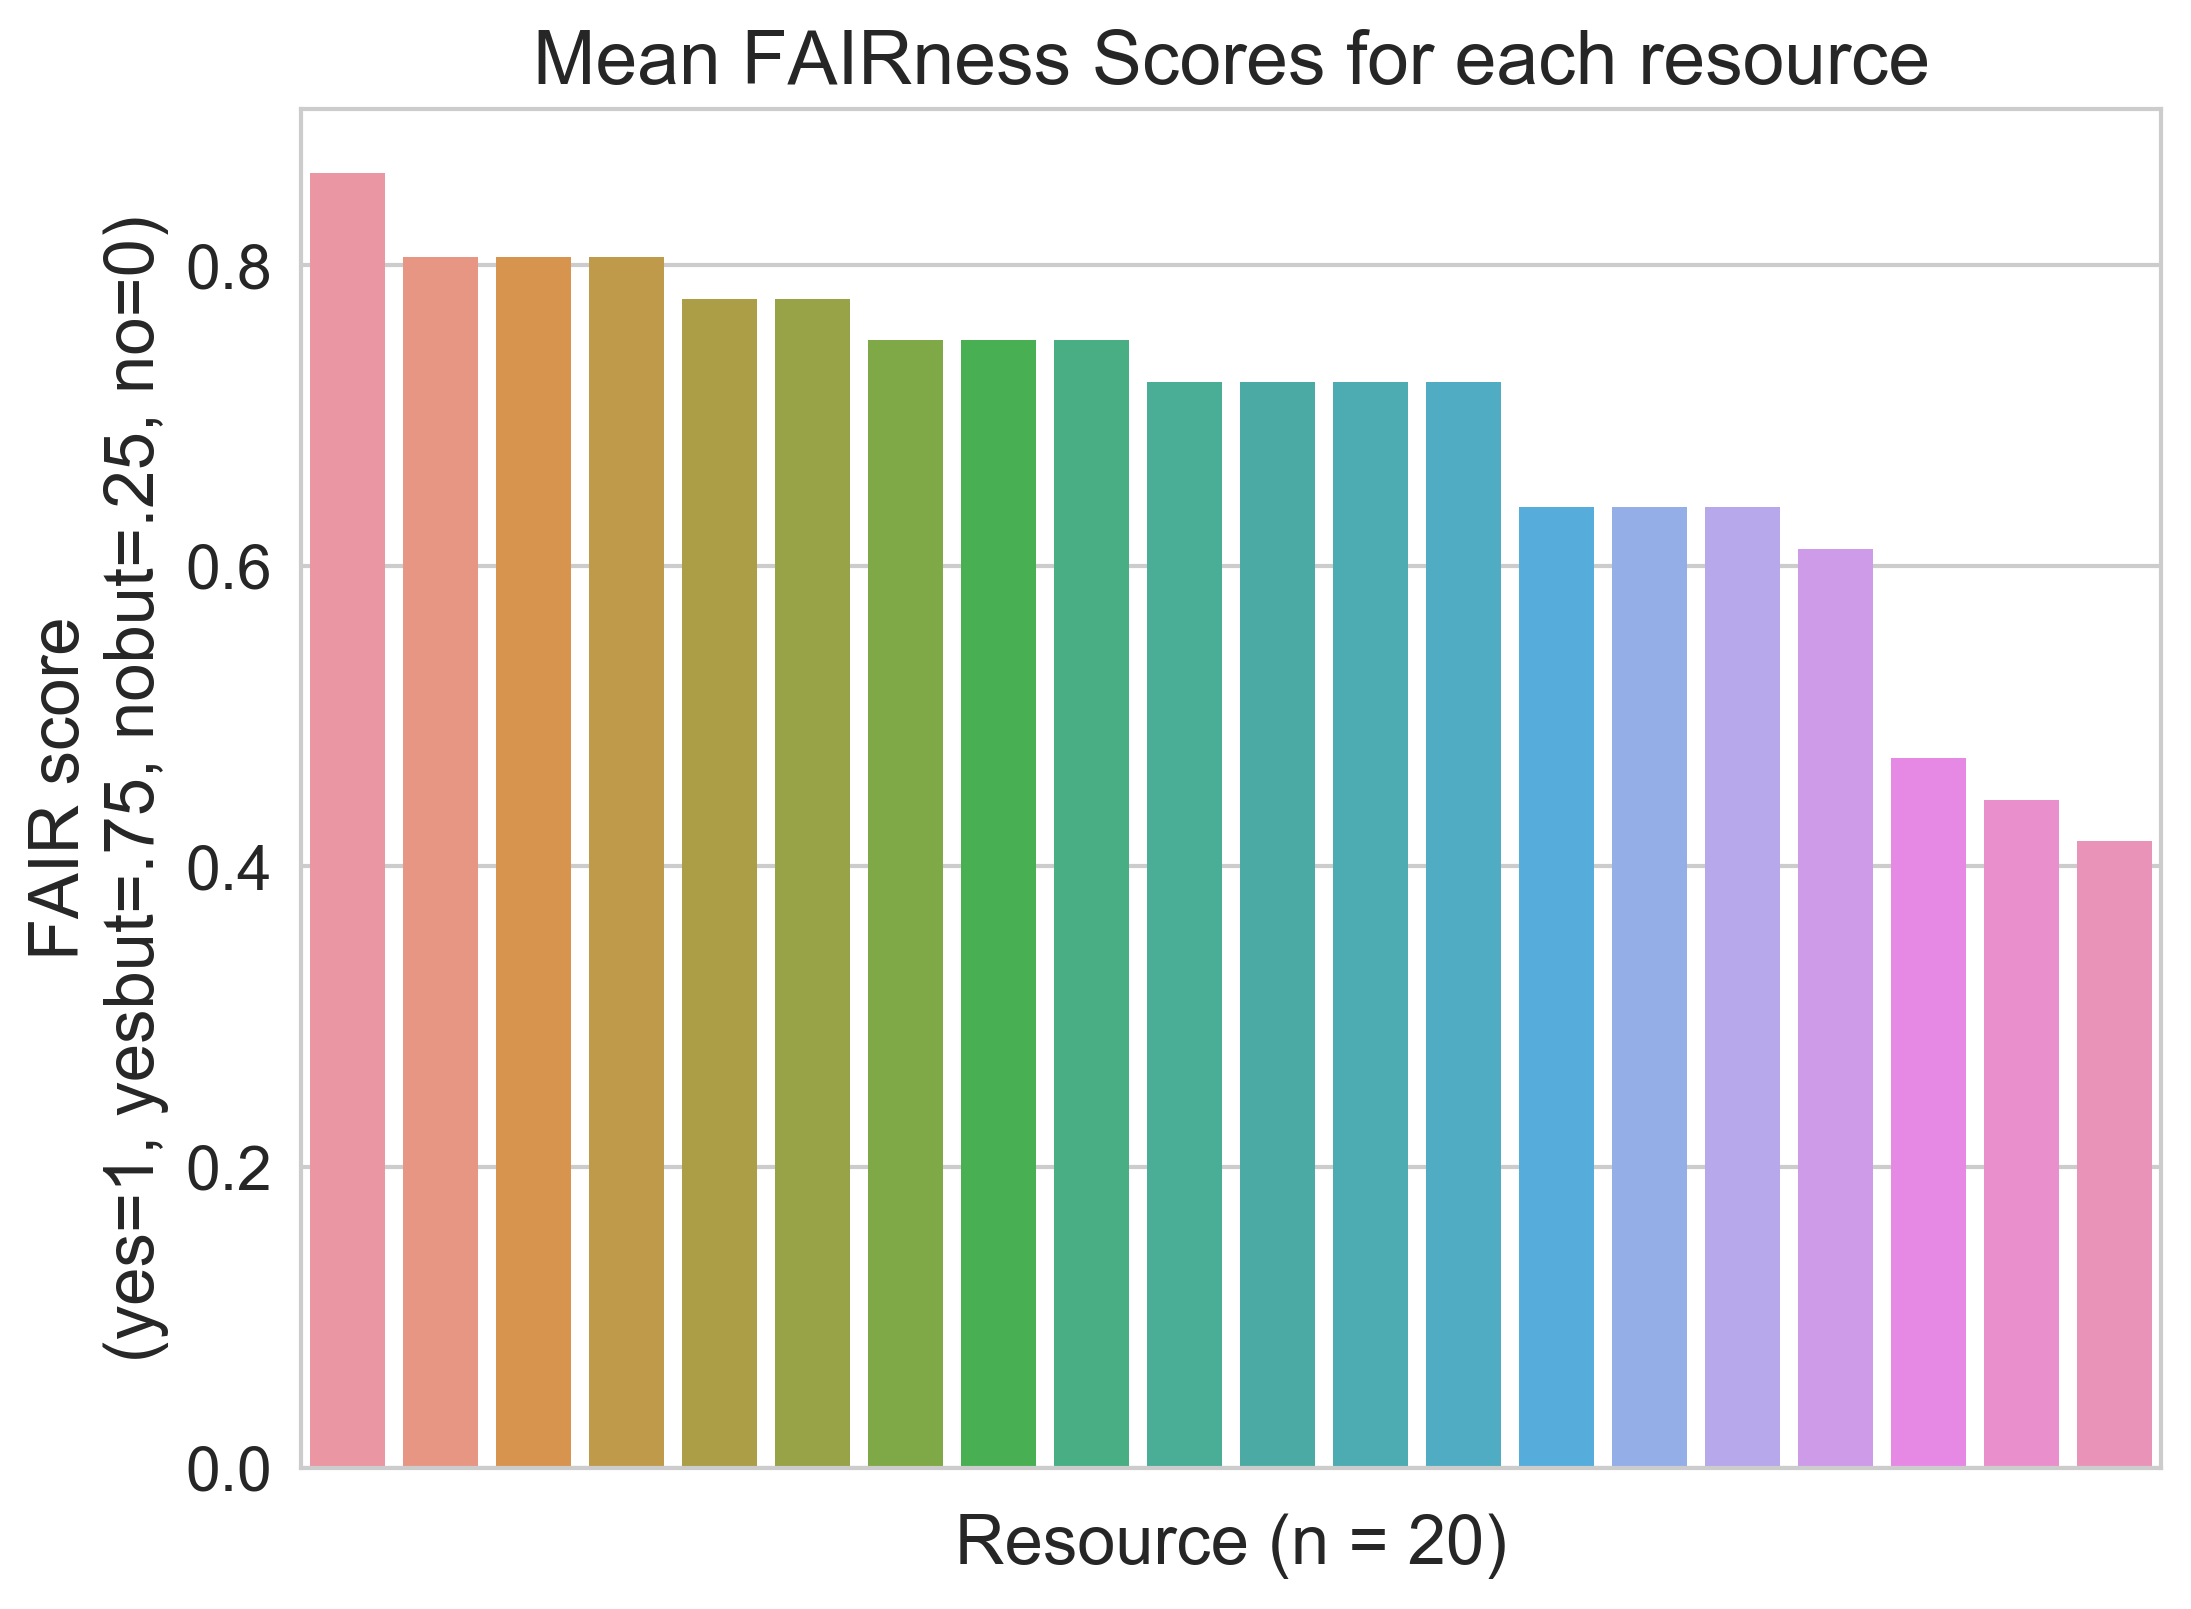 Mean FAIRness Scores for each resource
FAIR score
(yes=1, yesbut=.75, nobut=.25, no=0)
0.8
0.6
0.4
0.2
0.0
Resource (n = 20)